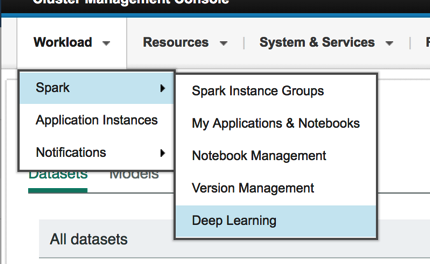 Cluster Management Console
Workload
Resources
System & Services
Spark
Application Instances
Notifications
Spark Instance Groups
My Applications & Notebooks
Notebook Management
Version Management
Deep Learning
Datasets
Models
All datasets